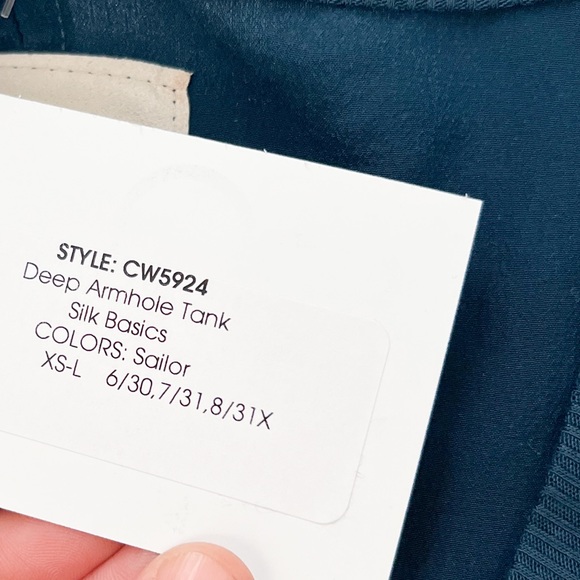 STYLE: CW5924
Deep Armhole Tank
Silk Basics
COLORS: Sailor
XS-L 6/30,7/31,8/31X